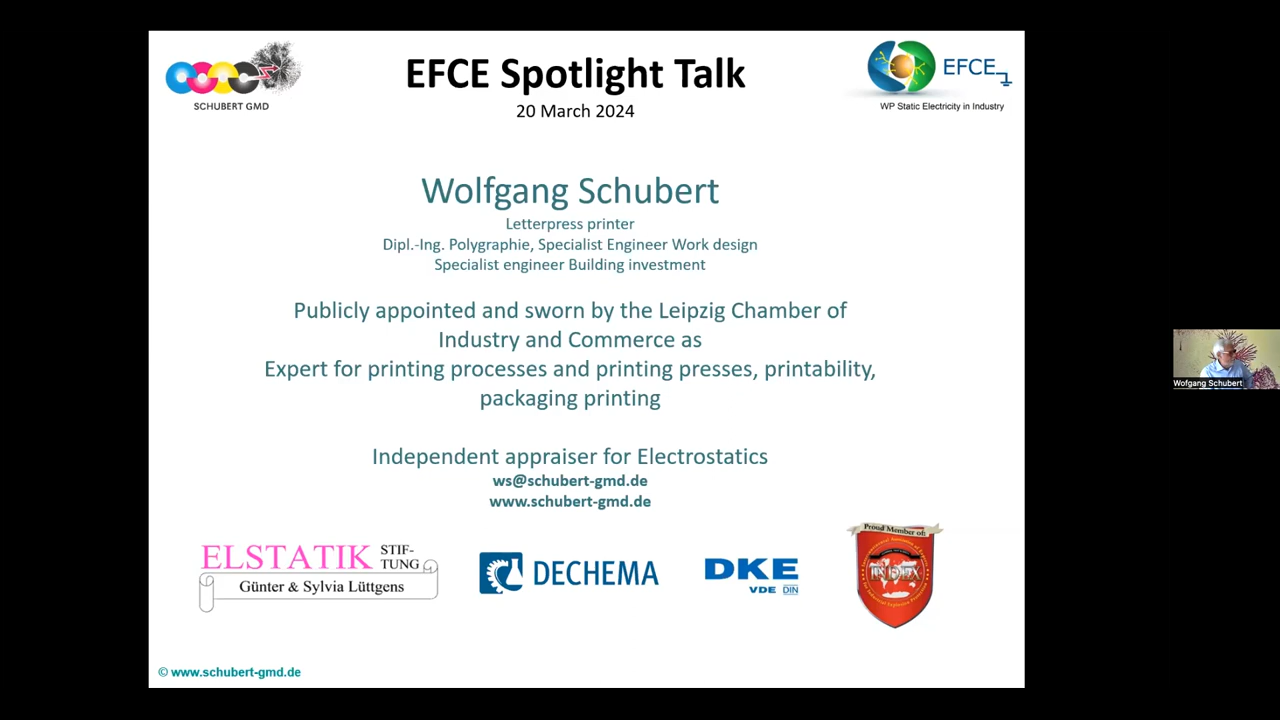 SCHUBERT GMD
EFCE Spotlight Talk
20 March 2024
EFCE
WP Static Electricity in Industry
Wolfgang Schubert
Letterpress printer
Dipl.-Ing. Polygraphie, Specialist Engineer Work design
Specialist engineer Building investment
Publicly appointed and sworn by the Leipzig Chamber of
Industry and Commerce as
Expert for printing processes and printing presses, printability,
packaging printing
Independent appraiser for Electrostatics
ws@schubert-gmd.de
www.schubert-gmd.de
ELSTATIK STIF-
TUNG
Günter & Sylvia Lüttgens
DECHEMA
DKE
VDE DIN
Proud Member of:
INDEX
© www.schubert-gmd.de
Wofgang Schubert